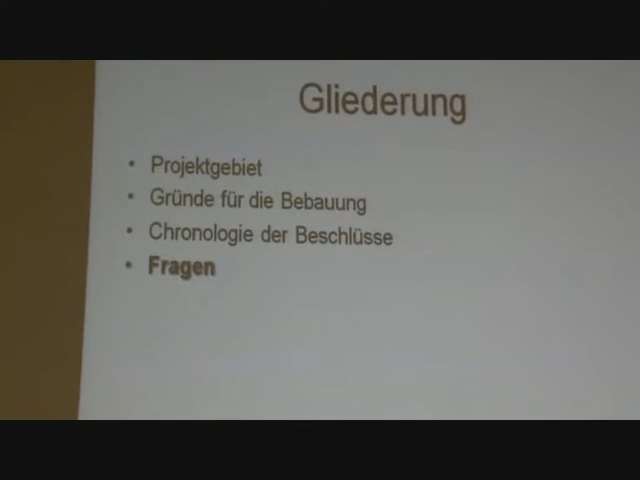 Gliederung
• Projektgebiet
• Gründe für die Bebauung
• Chronologie der Beschlüsse
• Fragen